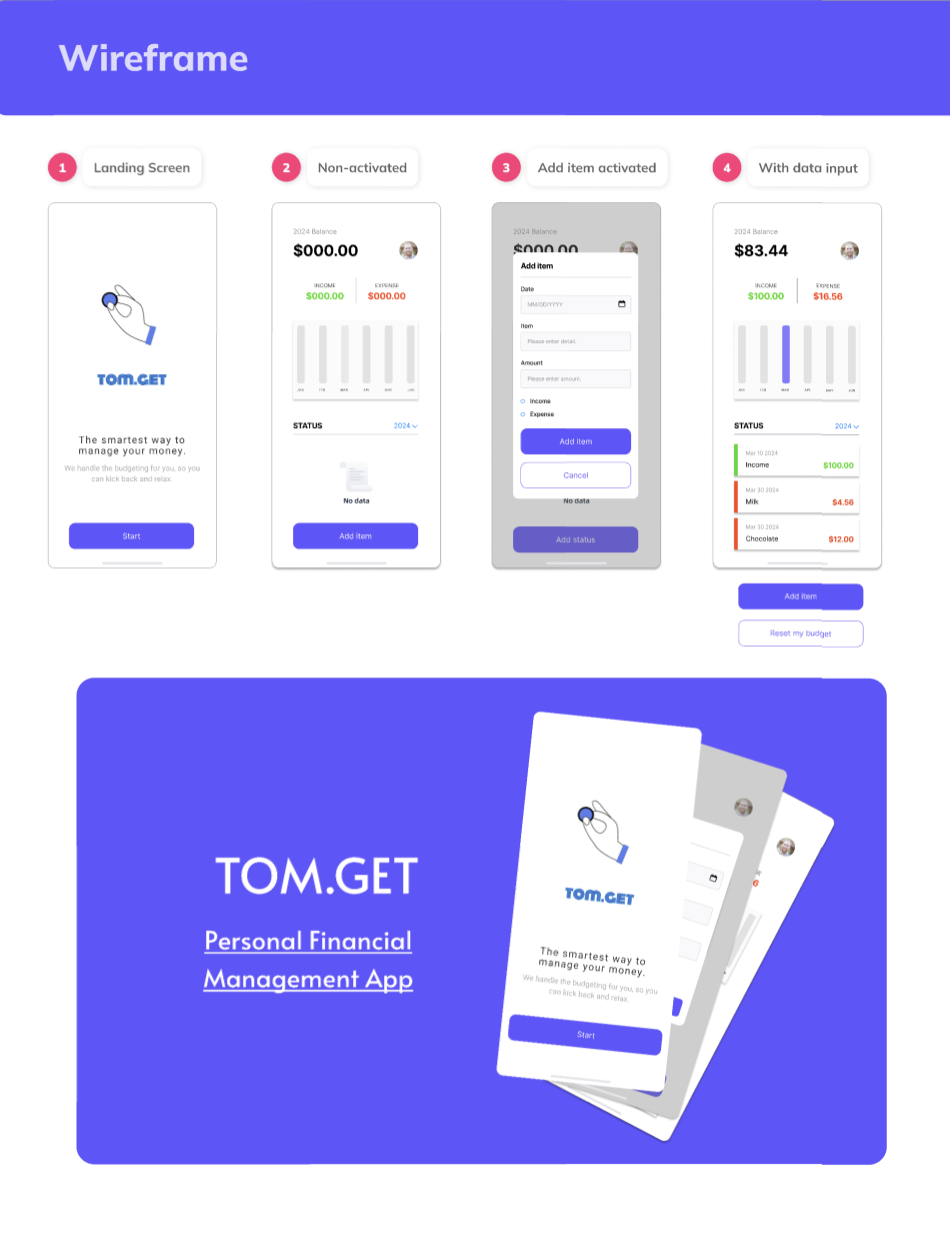 Wireframe
1
Landing Screen
2
Non-activated
3
Add item activated
4
With data input
TOM.GET
The smartest way to
manage your money.
We handle the budgeting for you, so you
can kick back and relax.
Start
2024 Balance
$000.00
INCOME
EXPENSE
$000.00
$000.00
JAN
FEB
MAR
APR
MAY
JUN
STATUS
2024
No data
Add item
2024 Balance
$000.00
Add item
Date
MM/DD/YYYY
Item
Please enter detail.
Amount
Please enter amount.
Income
Expense
Add item
Cancel
No data
Add status
2024 Balance
$83.44
INCOME
EXPENSE
$100.00
$16.56
JAN
FEB
MAR
APR
MAY
JUN
STATUS
2024
Mar 10 2024
Income
$100.00
Mar 30 2024
Milk
$4.56
Mar 30 2024
Chocolate
$12.00
Add item
Reset my budget
TOM.GET
Personal Financial
Management App
TOM.GET
The smartest way to
manage your money.
We handle the budgeting for you, so you
can kick back and relax.
Start
6